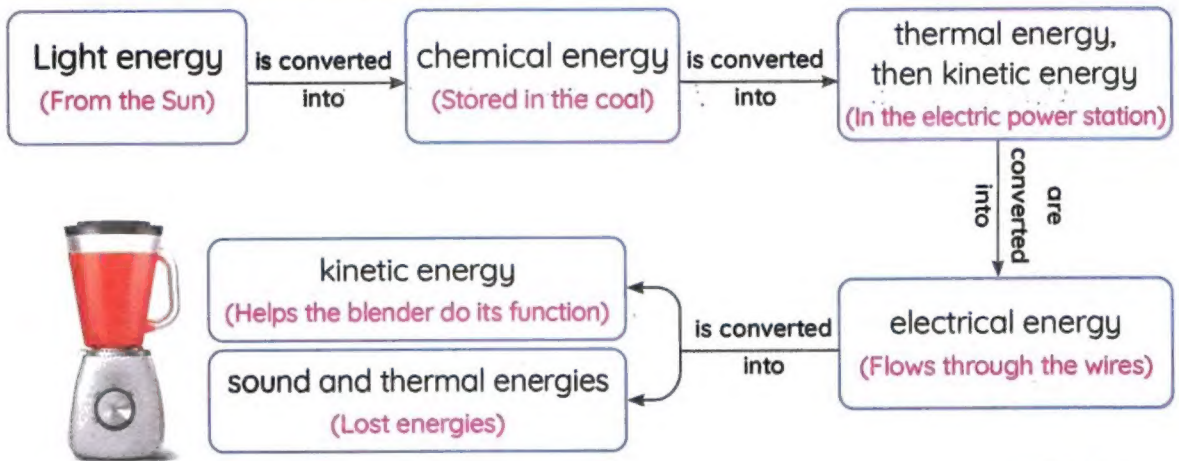 Light energy
(From the Sun)
is converted
into
chemical energy
(Stored in the coal)
is converted
into
thermal energy,
then kinetic energy
(In the electric power station)
are
converted
into
electrical energy
(Flows through the wires)
is converted
into
kinetic energy
(Helps the blender do its function)
sound and thermal energies
(Lost energies)